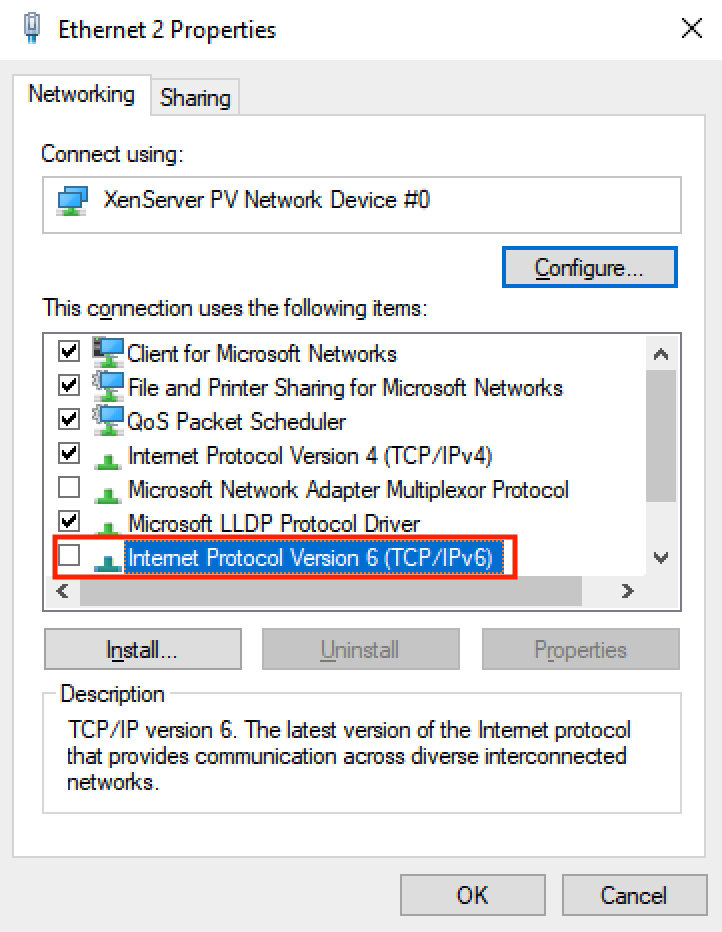 Ethernet 2 Properties
Networking
Sharing
Connect using:
XenServer PV Network Device #0
Configure...
This connection uses the following items:
Client for Microsoft Networks
File and Printer Sharing for Microsoft Networks
QoS Packet Scheduler
Internet Protocol Version 4 (TCP/IPv4)
Microsoft Network Adapter Multiplexor Protocol
Microsoft LLDP Protocol Driver
Internet Protocol Version 6 (TCP/IPv6)
Install...
Uninstall
Properties
Description
TCP/IP version 6. The latest version of the Internet protocol
that provides communication across diverse interconnected
networks.
OK
Cancel